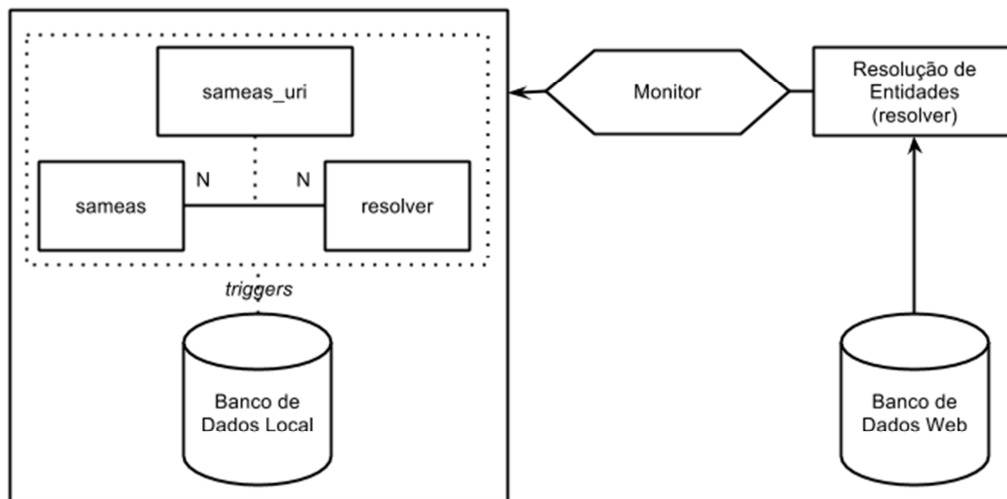 sameas_uri
Monitor
Resolução de
Entidades
(resolver)
N
N
sameas
resolver
triggers
Banco de
Dados Local
Banco de
Dados Web